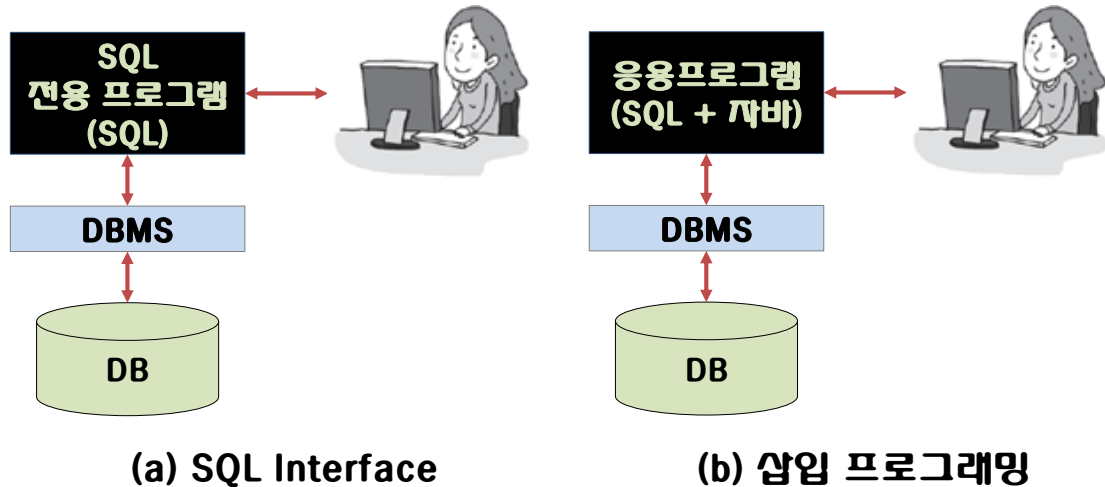 SQL
전용 프로그램
(SQL)
DBMS
DB
(a) SQL Interface
응용프로그램
(SQL + 자바)
DBMS
DB
(b) 삽입 프로그래밍